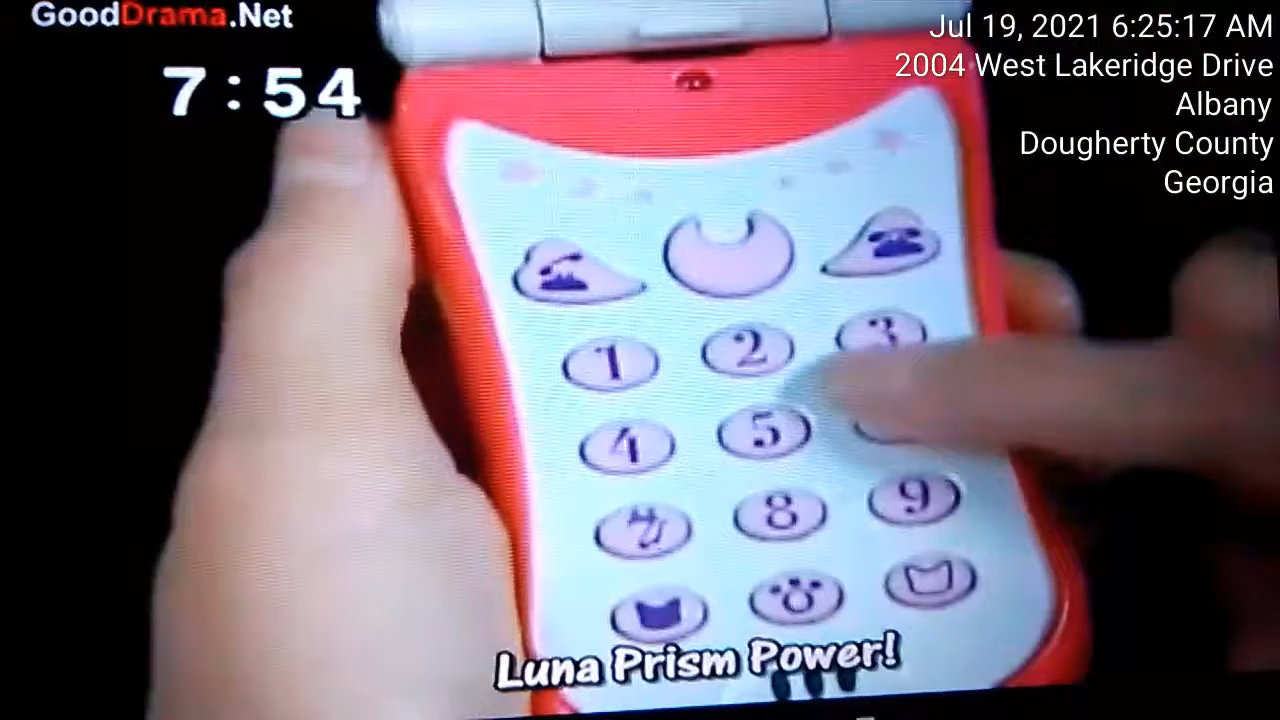 GoodDrama.Net
7:54
Jul 19, 2021 6:25:17 AM
2004 West Lakeridge Drive
Albany
Dougherty County
Georgia
1 2 3
4 5
8 9
Luna Prism Power!